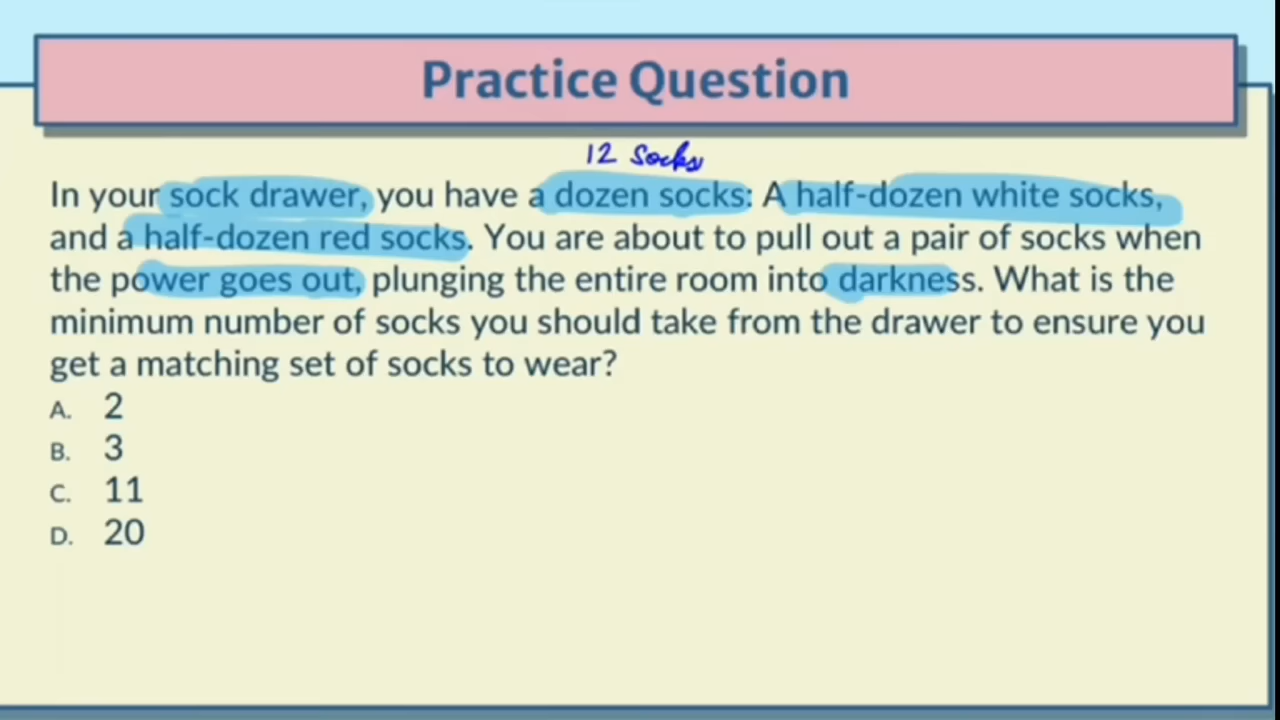 Practice Question
12 Socks
In your sock drawer, you have a dozen socks: A half-dozen white socks,
and a half-dozen red socks. You are about to pull out a pair of socks when
the power goes out, plunging the entire room into darkness. What is the
minimum number of socks you should take from the drawer to ensure you
get a matching set of socks to wear?
A. 2
B. 3
C. 11
D. 20